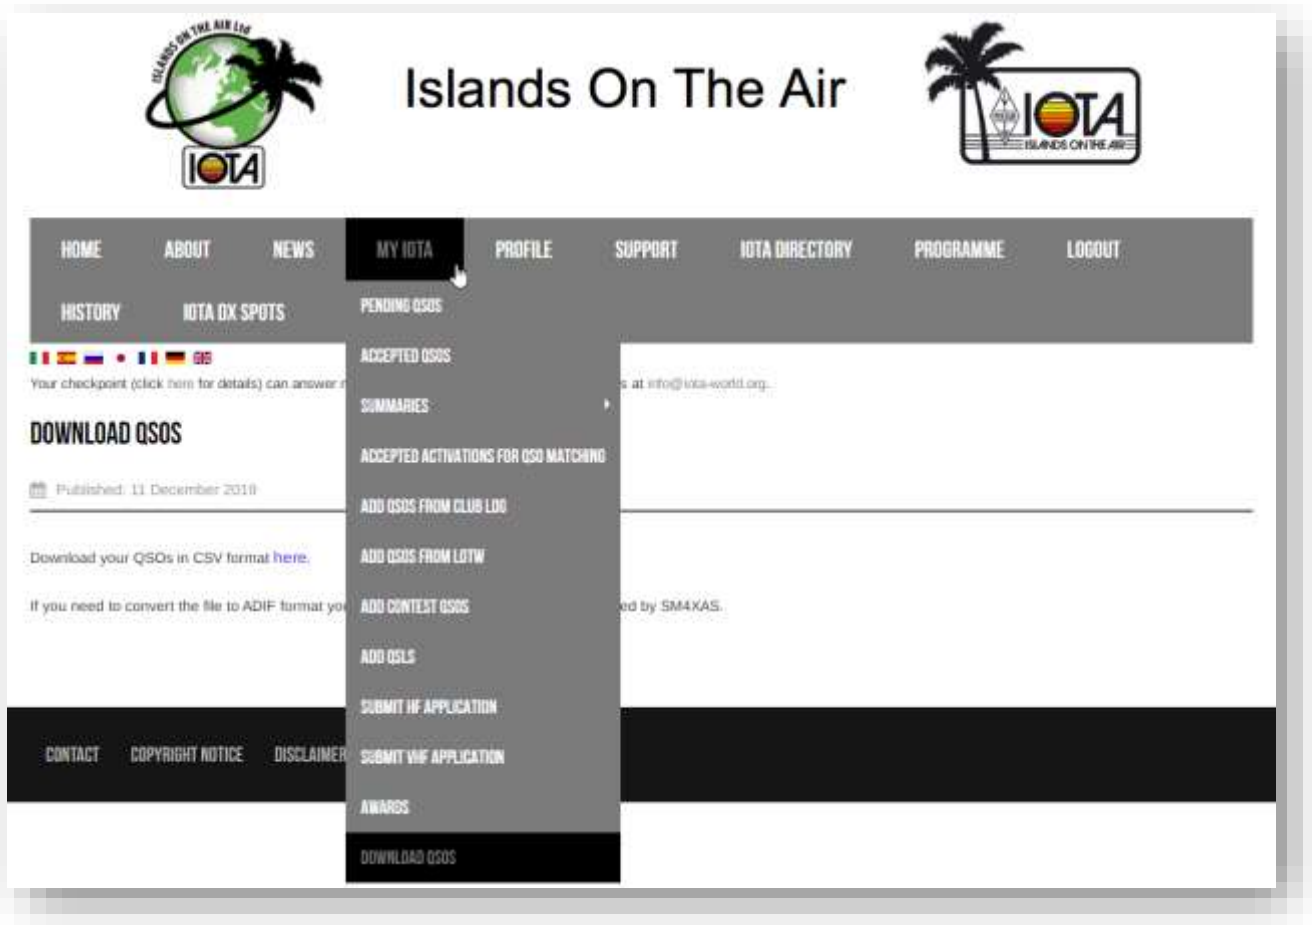 ISLANDS ON THE AIR Ltd
IOTA
Islands On The Air
IOTA
ISLANDS ON THE AIR
HOME ABOUT NEWS MY IOTA PROFILE SUPPORT IOTA DIRECTORY PROGRAMME LOGOUT
HISTORY IOTA DX SPOTS
PENDING QSOS
ACCEPTED QSOS
SUMMARIES
ACCEPTED ACTIVATIONS FOR QSO MATCHING
ADD QSOS FROM CLUB LOG
ADD QSOS FROM LOTW
ADD CONTEST QSOS
ADD QSLS
SUBMIT HF APPLICATION
SUBMIT VHF APPLICATION
AWARDS
DOWNLOAD QSOS
Your checkpoint (click here for details) can answer s at info@iota-world.org.
DOWNLOAD QSOS
Published: 11 December 2019
Download your QSOs in CSV format here.
If you need to convert the file to ADIF format you ed by SM4XAS.
CONTACT COPYRIGHT NOTICE DISCLAIMER